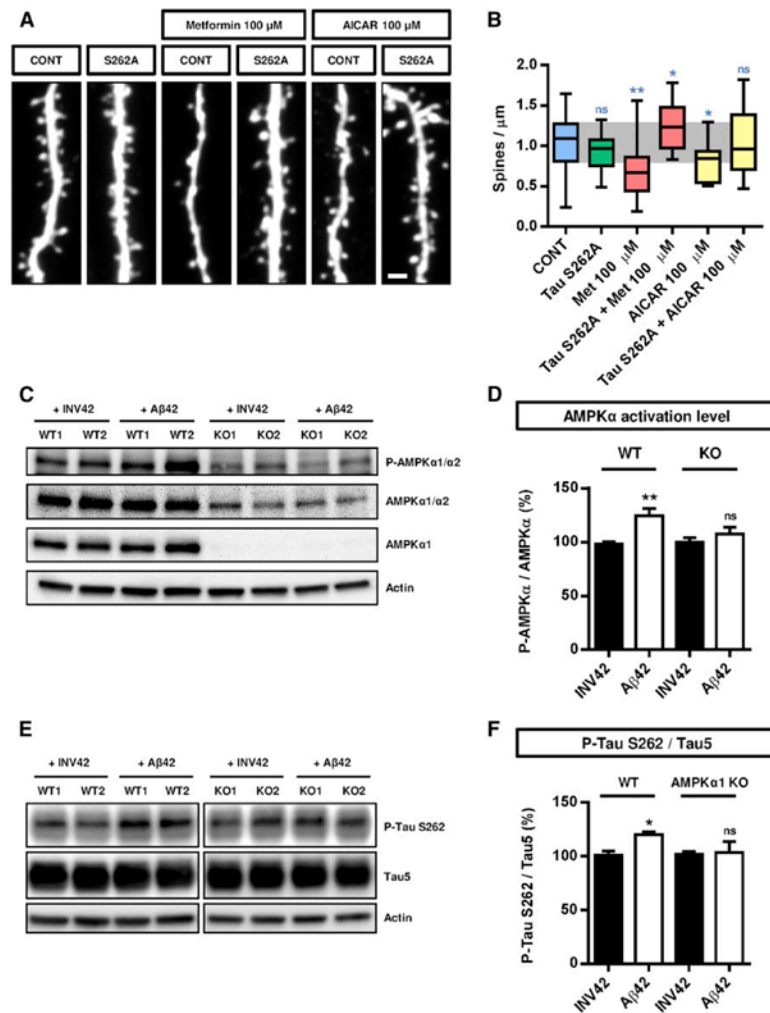 A
Metformin 100 µM
AICAR 100 µM
CONT
S262A
CONT
S262A
CONT
S262A
B
Spines / µm
2.0
1.5
1.0
0.5
0.0
ns
**
*
*
ns
CONT
Tau S262A
Met 100 µM
Tau S262A + Met 100 µM
AICAR 100 µM
Tau S262A + AICAR 100 µM
C
+ INV42
+ Aβ42
+ INV42
+ Aβ42
WT1 WT2 WT1 WT2 KO1 KO2 KO1 KO2
P-AMPKα1/α2
AMPKα1/α2
AMPKα1
Actin
D
AMPKα activation level
WT
KO
P-AMPKα / AMPKα (%)
150
100
50
0
**
ns
INV42
Aβ42
INV42
Aβ42
E
+ INV42
+ Aβ42
+ INV42
+ Aβ42
WT1 WT2 WT1 WT2 KO1 KO2 KO1 KO2
P-Tau S262
Tau5
Actin
F
P-Tau S262 / Tau5
WT
AMPKα1 KO
P-Tau S262 / Tau5 (%)
150
100
50
0
*
ns
INV42
Aβ42
INV42
Aβ42